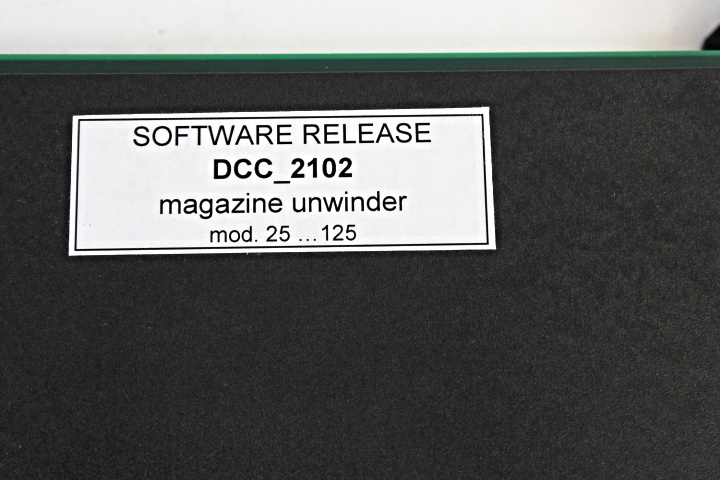 SOFTWARE RELEASE
DCC_2102
magazine unwinder
mod. 25 ...125